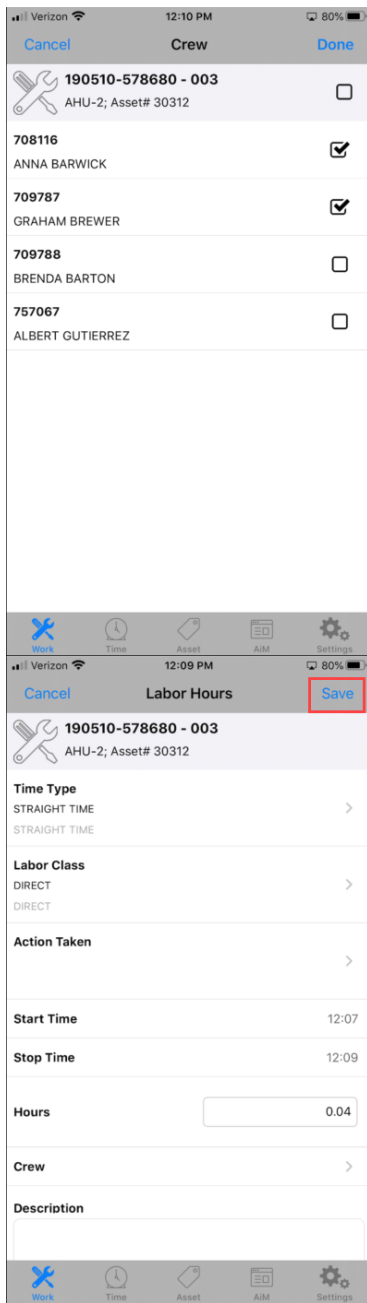 Verizon 12:10 PM 80%
Cancel Crew Done
190510-578680 - 003
AHU-2; Asset# 30312
708116
ANNA BARWICK
709787
GRAHAM BREWER
709788
BRENDA BARTON
757067
ALBERT GUTIERREZ
Work Time Asset AiM Settings
Verizon 12:09 PM 80%
Cancel Labor Hours Save
190510-578680 - 003
AHU-2; Asset# 30312
Time Type
STRAIGHT TIME
STRAIGHT TIME
Labor Class
DIRECT
DIRECT
Action Taken
Start Time 12:07
Stop Time 12:09
Hours 0.04
Crew
Description
Work Time Asset AiM Settings